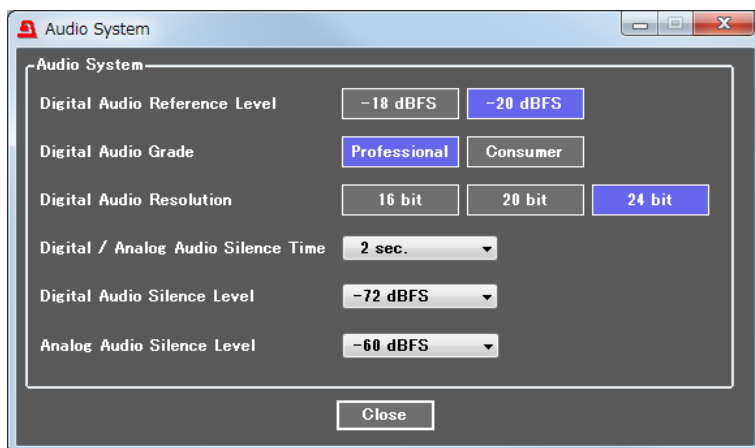 Audio System
Audio System
Digital Audio Reference Level -18 dBFS -20 dBFS
Digital Audio Grade Professional Consumer
Digital Audio Resolution 16 bit 20 bit 24 bit
Digital / Analog Audio Silence Time 2 sec.
Digital Audio Silence Level -72 dBFS
Analog Audio Silence Level -60 dBFS
Close